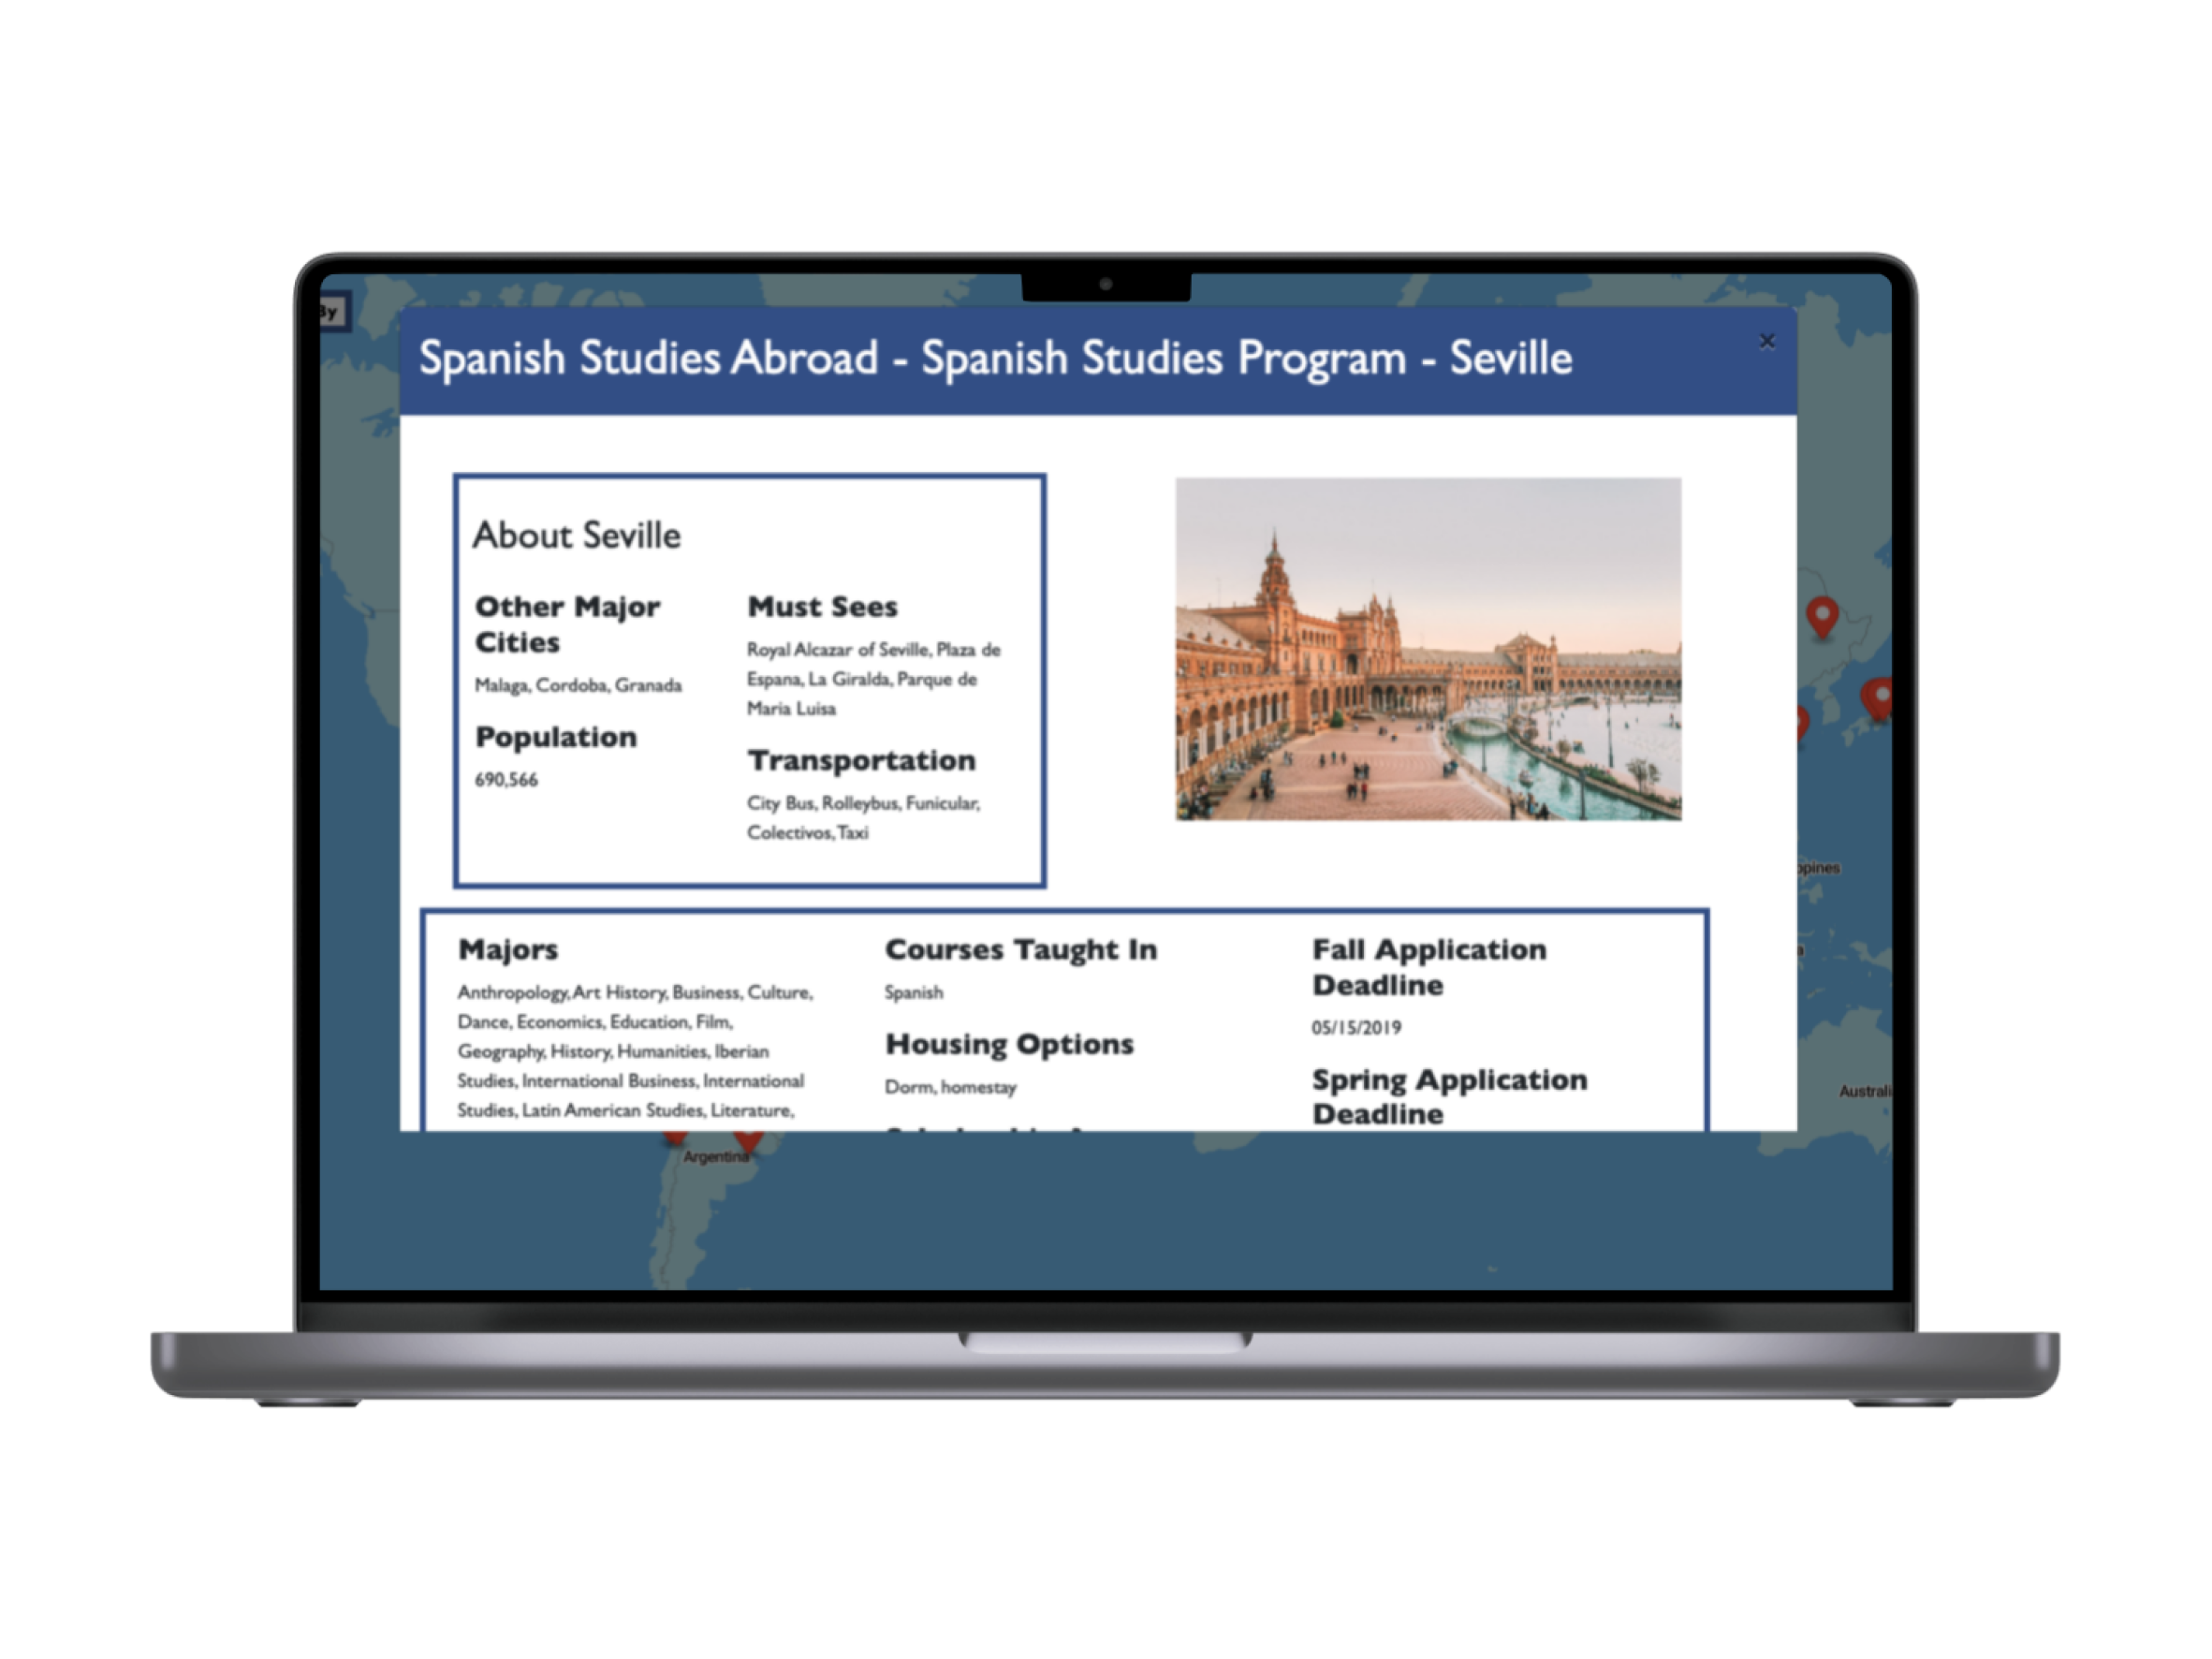 By
Spanish Studies Abroad - Spanish Studies Program - Seville
×
About Seville
Other Major
Cities
Malaga, Cordoba, Granada
Population
690,566
Must Sees
Royal Alcazar of Seville, Plaza de
Espana, La Giralda, Parque de
Maria Luisa
Transportation
City Bus, Rolleybus, Funicular,
Colectivos, Taxi
Majors
Anthropology, Art History, Business, Culture,
Dance, Economics, Education, Film,
Geography, History, Humanities, Iberian
Studies, International Business, International
Studies, Latin American Studies, Literature,
Courses Taught In
Spanish
Housing Options
Dorm, homestay
Fall Application
Deadline
05/15/2019
Spring Application
Deadline
ppines
Australi
Argentina